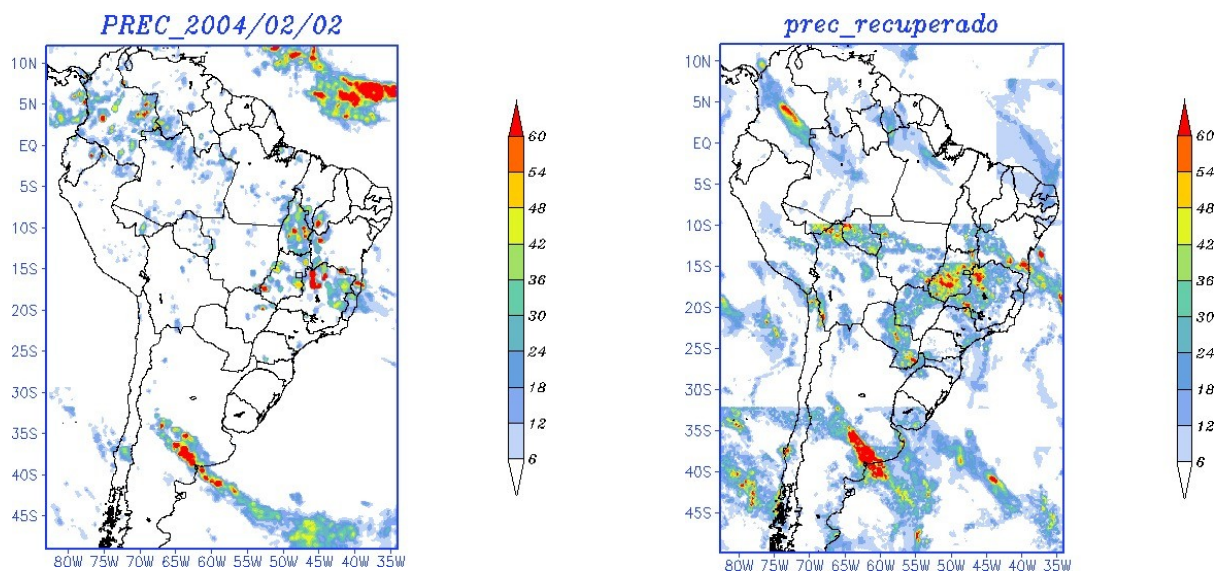 PREC_2004/02/02
10N
5N
EQ
5S
10S
15S
20S
25S
30S
35S
40S
45S
80W 75W 70W 65W 60W 55W 50W 45W 40W 35W
60
54
48
42
36
30
24
18
12
6
prec_recuperado
10N
5N
EQ
5S
10S
15S
20S
25S
30S
35S
40S
45S
80W 75W 70W 65W 60W 55W 50W 45W 40W 35W
60
54
48
42
36
30
24
18
12
6